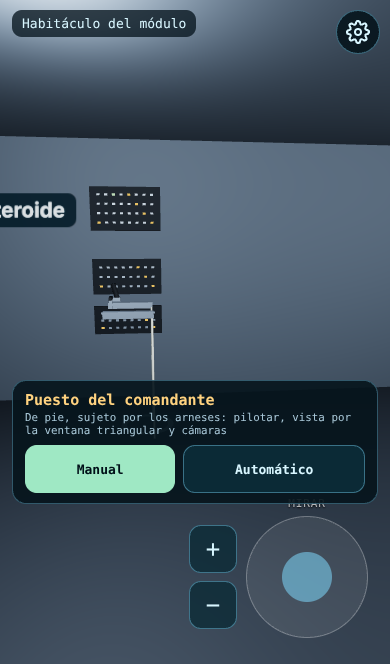 Habitáculo del módulo
eroide
Puesto del comandante
De pie, sujeto por los arneses: pilotar, vista por
la ventana triangular y cámaras
Manual
Automático
MIRAR
+
−